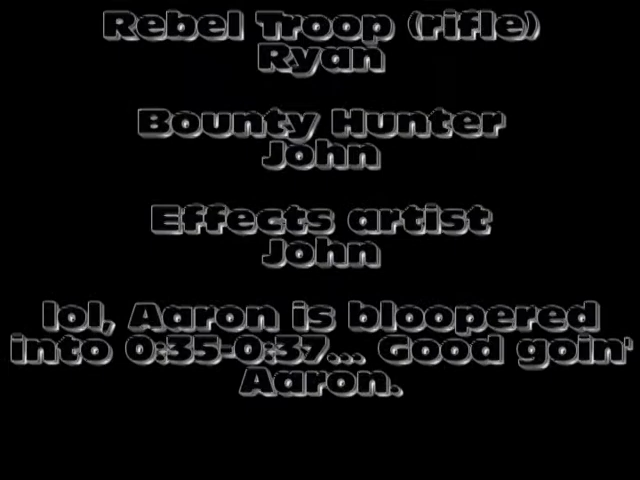 Rebel Troop (rifle)
Ryan
Bounty Hunter
John
Effects artist
John
lol, Aaron is bloopered
into 0:35-0:37... Good goin'
Aaron.